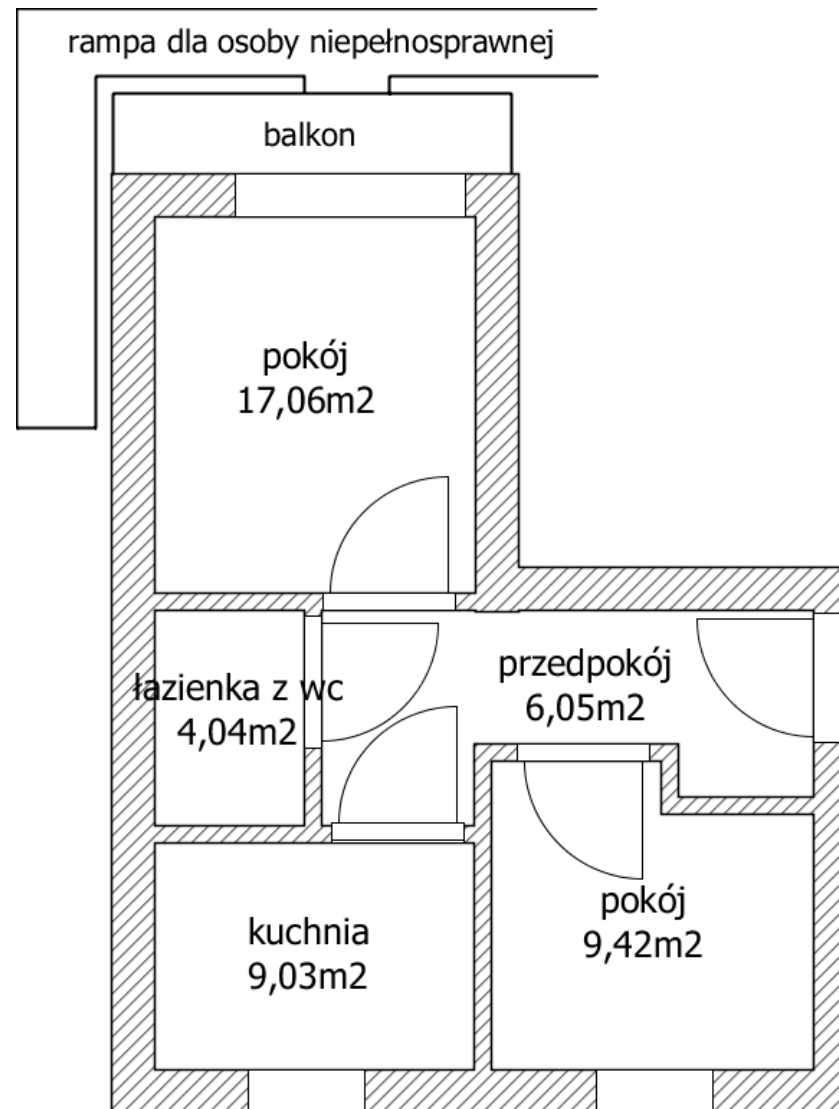 rampa dla osoby niepełnosprawnej
balkon
pokój
17,06m2
łazienka z wc
4,04m2
przedpokój
6,05m2
kuchnia
9,03m2
pokój
9,42m2